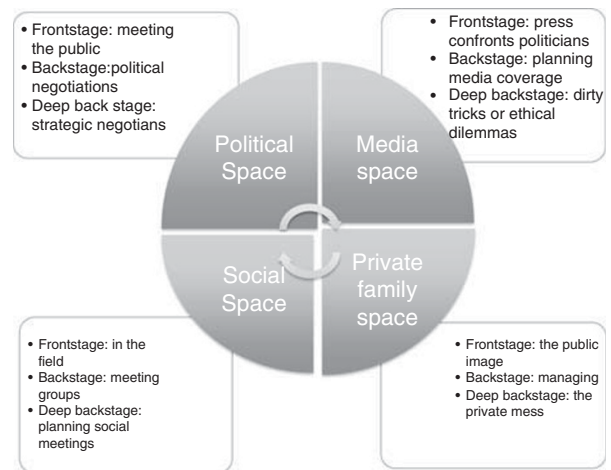 • Frontstage: meeting
the public
• Backstage:political
negotiations
• Deep back stage:
strategic negotians
• Frontstage: press
confronts politicians
• Backstage: planning
media coverage
• Deep backstage: dirty
tricks or ethical
dilemmas
Political
Space
Media
space
Social
Space
Private
family
space
• Frontstage: in the
field
• Backstage: meeting
groups
• Deep backstage:
planning social
meetings
• Frontstage: the public
image
• Backstage: managing
• Deep backstage: the
private mess